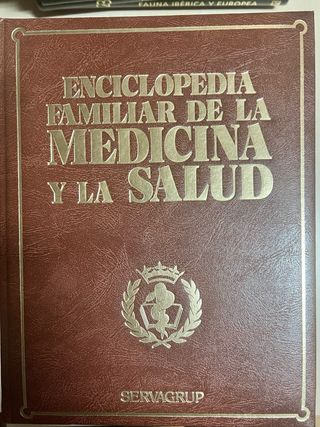 FAUNA IBÉRICA Y EUROPEA
ENCICLOPEDIA
FAMILIAR DE LA
MEDICINA
Y LA SALUD
SERVAGRUP